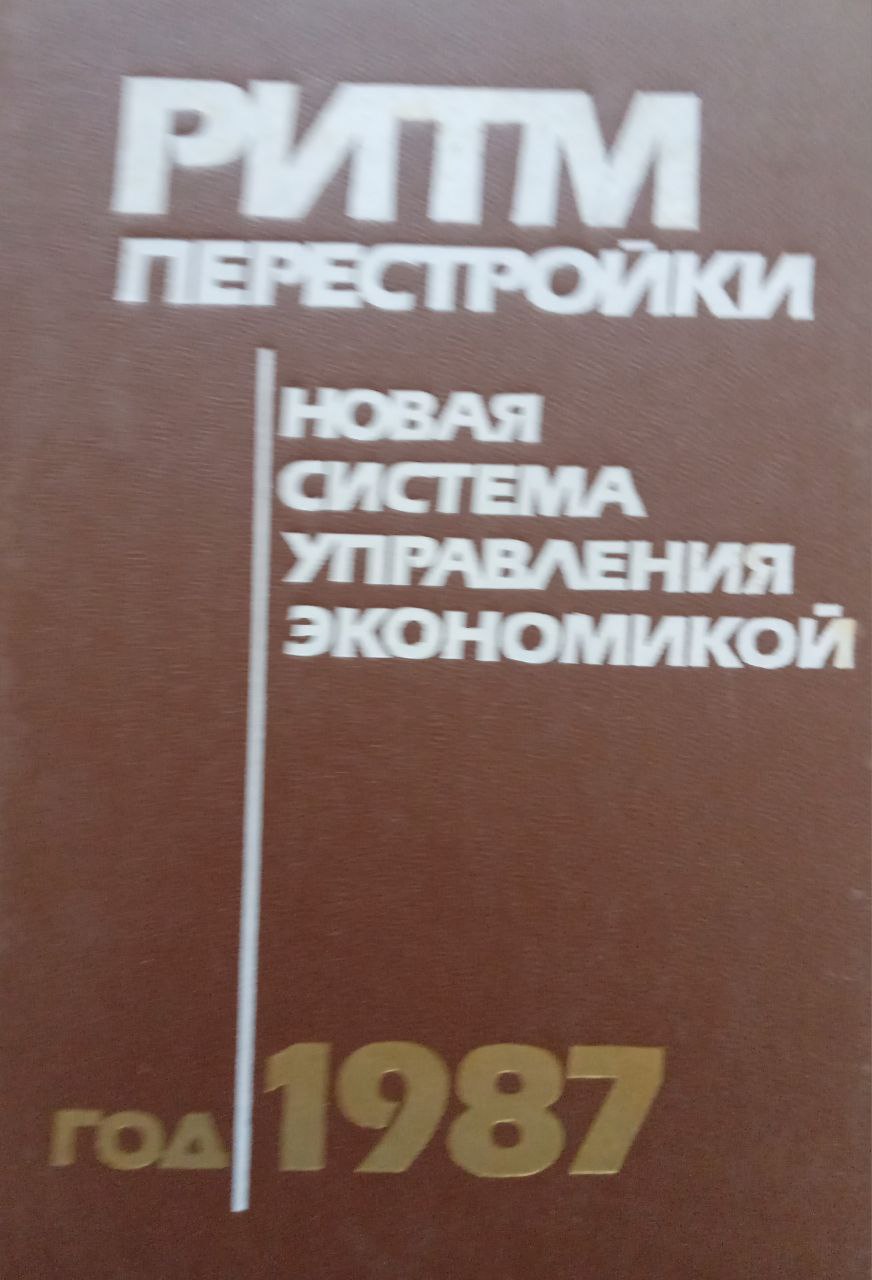 РИТМ
ПЕРЕСТРОЙКИ
НОВАЯ
СИСТЕМА
УПРАВЛЕНИЯ
ЭКОНОМИКОЙ
ГОД 1987